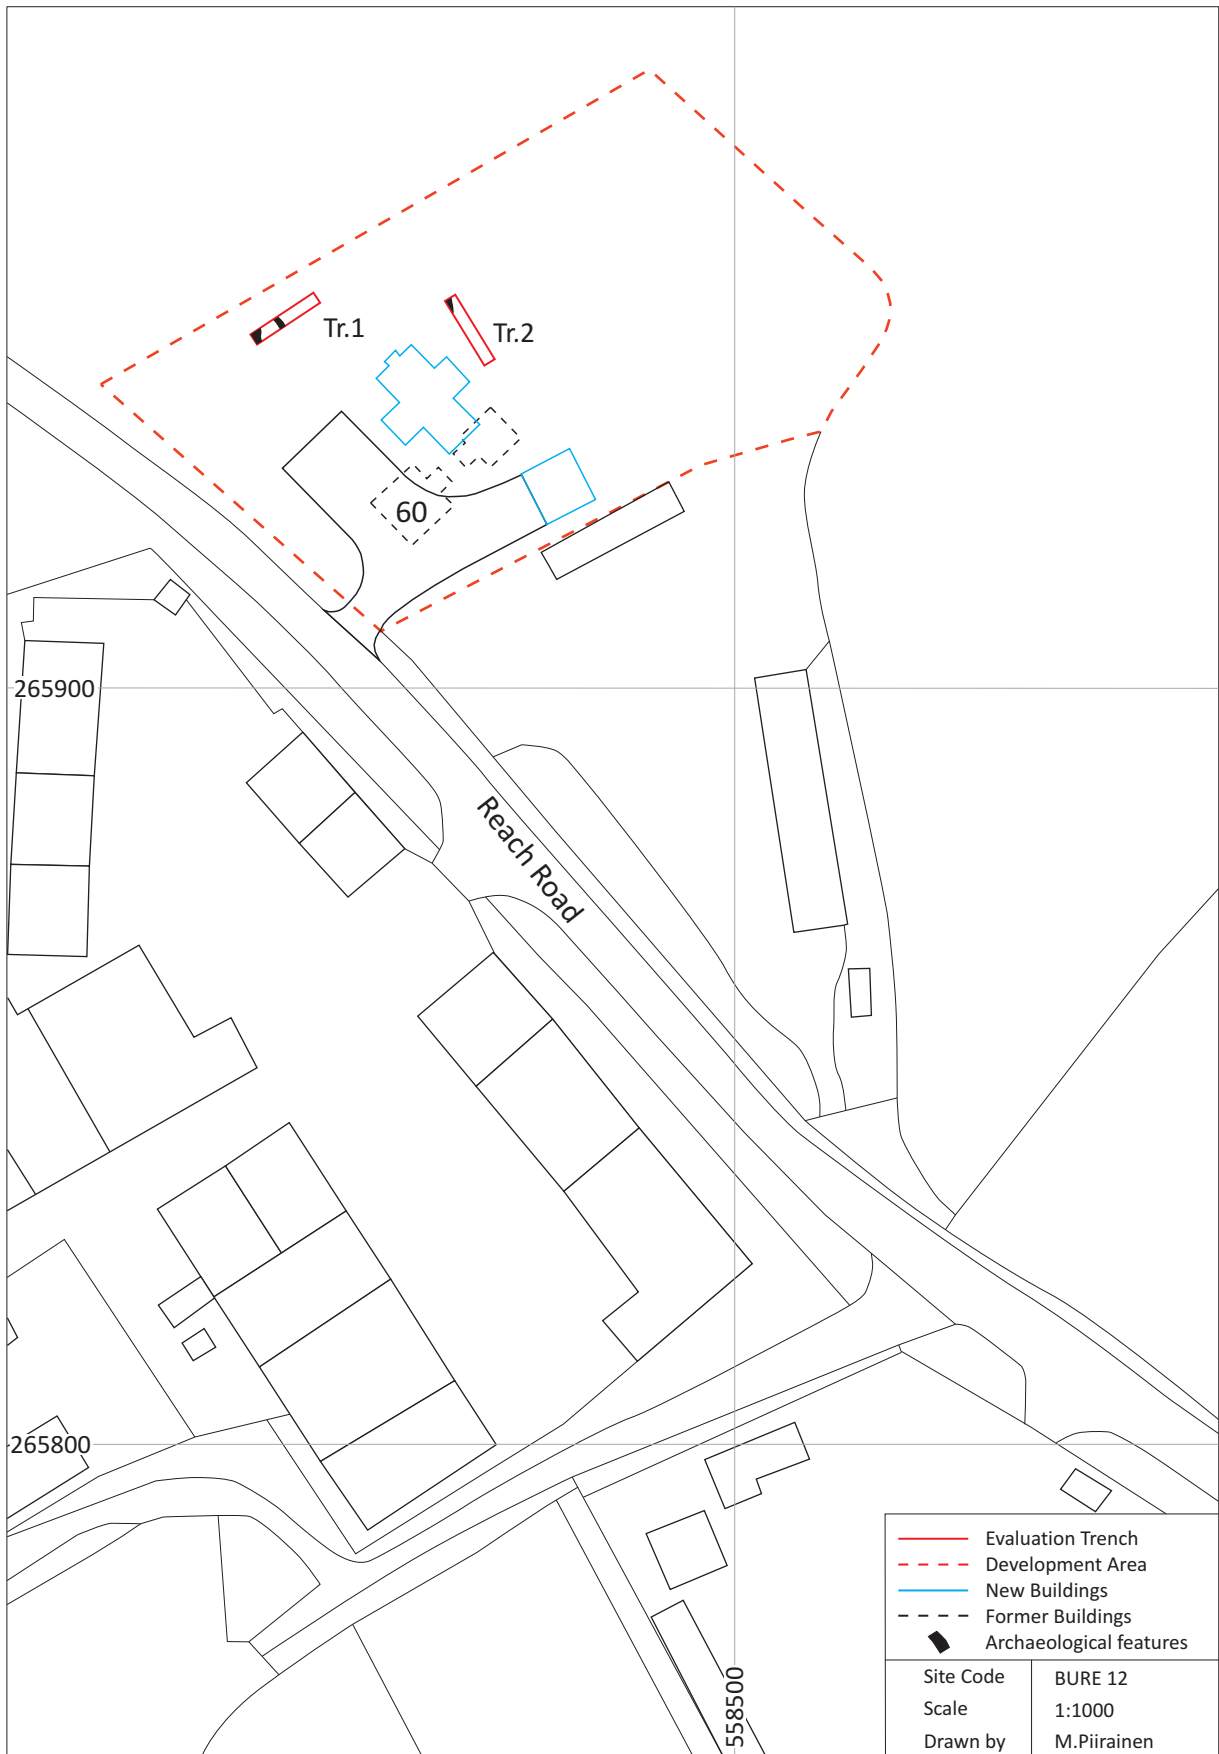 Tr.1
Tr.2
60
265900
Reach Road
265800
558500
Evaluation Trench
Development Area
New Buildings
Former Buildings
Archaeological features
Site Code BURE 12
Scale 1:1000
Drawn by M.Piirainen